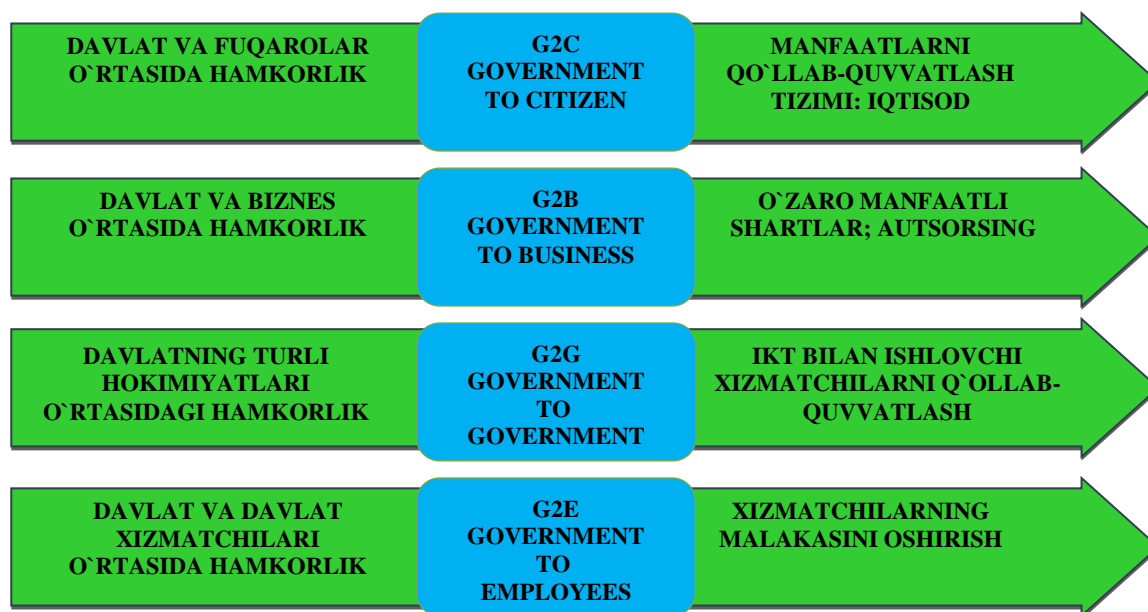 DAVLAT VA FUQAROLAR
O`RTASIDA HAMKORLIK
G2C
GOVERNMENT
TO CITIZEN
MANFAATLARNI
QO`LLAB-QUVVATLASH
TIZIMI: IQTISOD
DAVLAT VA BIZNES
O`RTASIDA HAMKORLIK
G2B
GOVERNMENT
TO BUSINESS
O`ZARO MANFAATLI
SHARTLAR; AUTSORSING
DAVLATNING TURLI
HOKIMIYATLARI
O`RTASIDAGI HAMKORLIK
G2G
GOVERNMENT
TO
GOVERNMENT
IKT BILAN ISHLOVCHI
XIZMATCHILARNI Q`OLLAB-
QUVVATLASH
DAVLAT VA DAVLAT
XIZMATCHILARI
O`RTASIDA HAMKORLIK
G2E
GOVERNMENT
TO
EMPLOYEES
XIZMATCHILARNING
MALAKASINI OSHIRISH